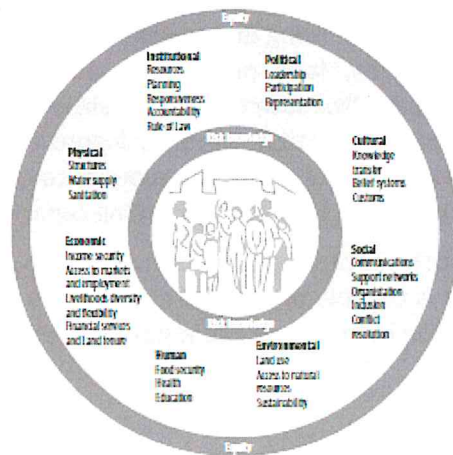 Equity
Institutional
Resources
Planning
Responsiveness
Accountability
Rule of Law
Political
Leadership
Participation
Representation
Risk knowledge
Physical
Structures
Water supply
Sanitation
Cultural
Knowledge
transfer
Belief systems
Customs
Economic
Income security
Access to markets
and employment
Livelihoods diversity
and flexibility
Financial services
and Land tenure
Social
Communications
Support networks
Organisation
Inclusion
Conflict
resolution
Risk knowledge
Human
Food security
Health
Education
Environmental
Land use
Access to natural
resources
Sustainability
Equity